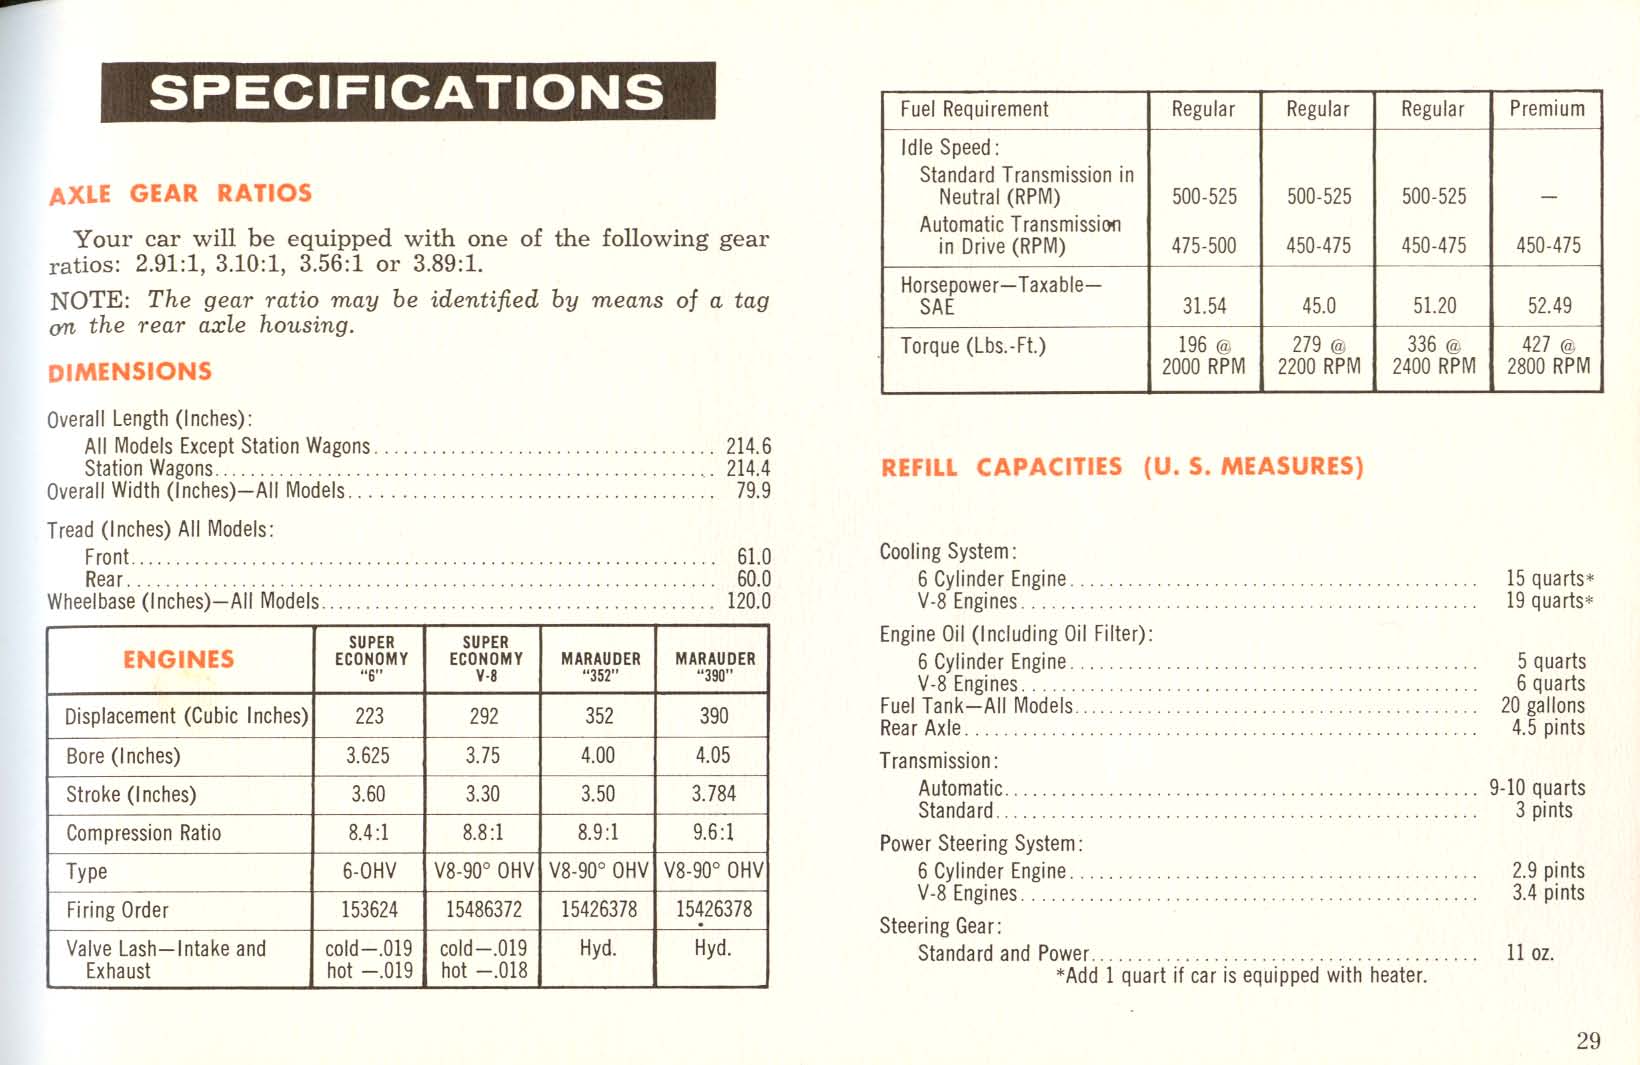 SPECIFICATIONS
AXLE GEAR RATIOS
Your car will be equipped with one of the following gear
ratios: 2.91:1, 3.10:1, 3.56:1 or 3.89:1.
NOTE: The gear ratio may be identified by means of a tag
on the rear axle housing.
DIMENSIONS
Overall Length (Inches):
All Models Except Station Wagons 214.6
Station Wagons 214.4
Overall Width (Inches)—All Models 79.9
Tread (Inches) All Models:
Front 61.0
Rear 60.0
Wheelbase (Inches)—All Models 120.0
ENGINES SUPER ECONOMY "6" SUPER ECONOMY V-8 MARAUDER "352" MARAUDER "390"
Displacement (Cubic Inches) 223 292 352 390
Bore (Inches) 3.625 3.75 4.00 4.05
Stroke (Inches) 3.60 3.30 3.50 3.784
Compression Ratio 8.4:1 8.8:1 8.9:1 9.6:1
Type 6-OHV V8-90° OHV V8-90° OHV V8-90° OHV
Firing Order 153624 15486372 15426378 15426378
Valve Lash—Intake and cold—.019 cold—.019 Hyd. Hyd.
Exhaust hot —.019 hot —.018
Fuel Requirement Regular Regular Regular Premium
Idle Speed:
Standard Transmission in
Neutral (RPM) 500-525 500-525 500-525 —
Automatic Transmission
in Drive (RPM) 475-500 450-475 450-475 450-475
Horsepower—Taxable—
SAE 31.54 45.0 51.20 52.49
Torque (Lbs.-Ft.) 196 @ 279 @ 336 @ 427 @
2000 RPM 2200 RPM 2400 RPM 2800 RPM
REFILL CAPACITIES (U. S. MEASURES)
Cooling System:
6 Cylinder Engine 15 quarts*
V-8 Engines 19 quarts*
Engine Oil (Including Oil Filter):
6 Cylinder Engine 5 quarts
V-8 Engines 6 quarts
Fuel Tank—All Models 20 gallons
Rear Axle 4.5 pints
Transmission:
Automatic 9-10 quarts
Standard 3 pints
Power Steering System:
6 Cylinder Engine 2.9 pints
V-8 Engines 3.4 pints
Steering Gear:
Standard and Power 11 oz.
*Add 1 quart if car is equipped with heater.
29